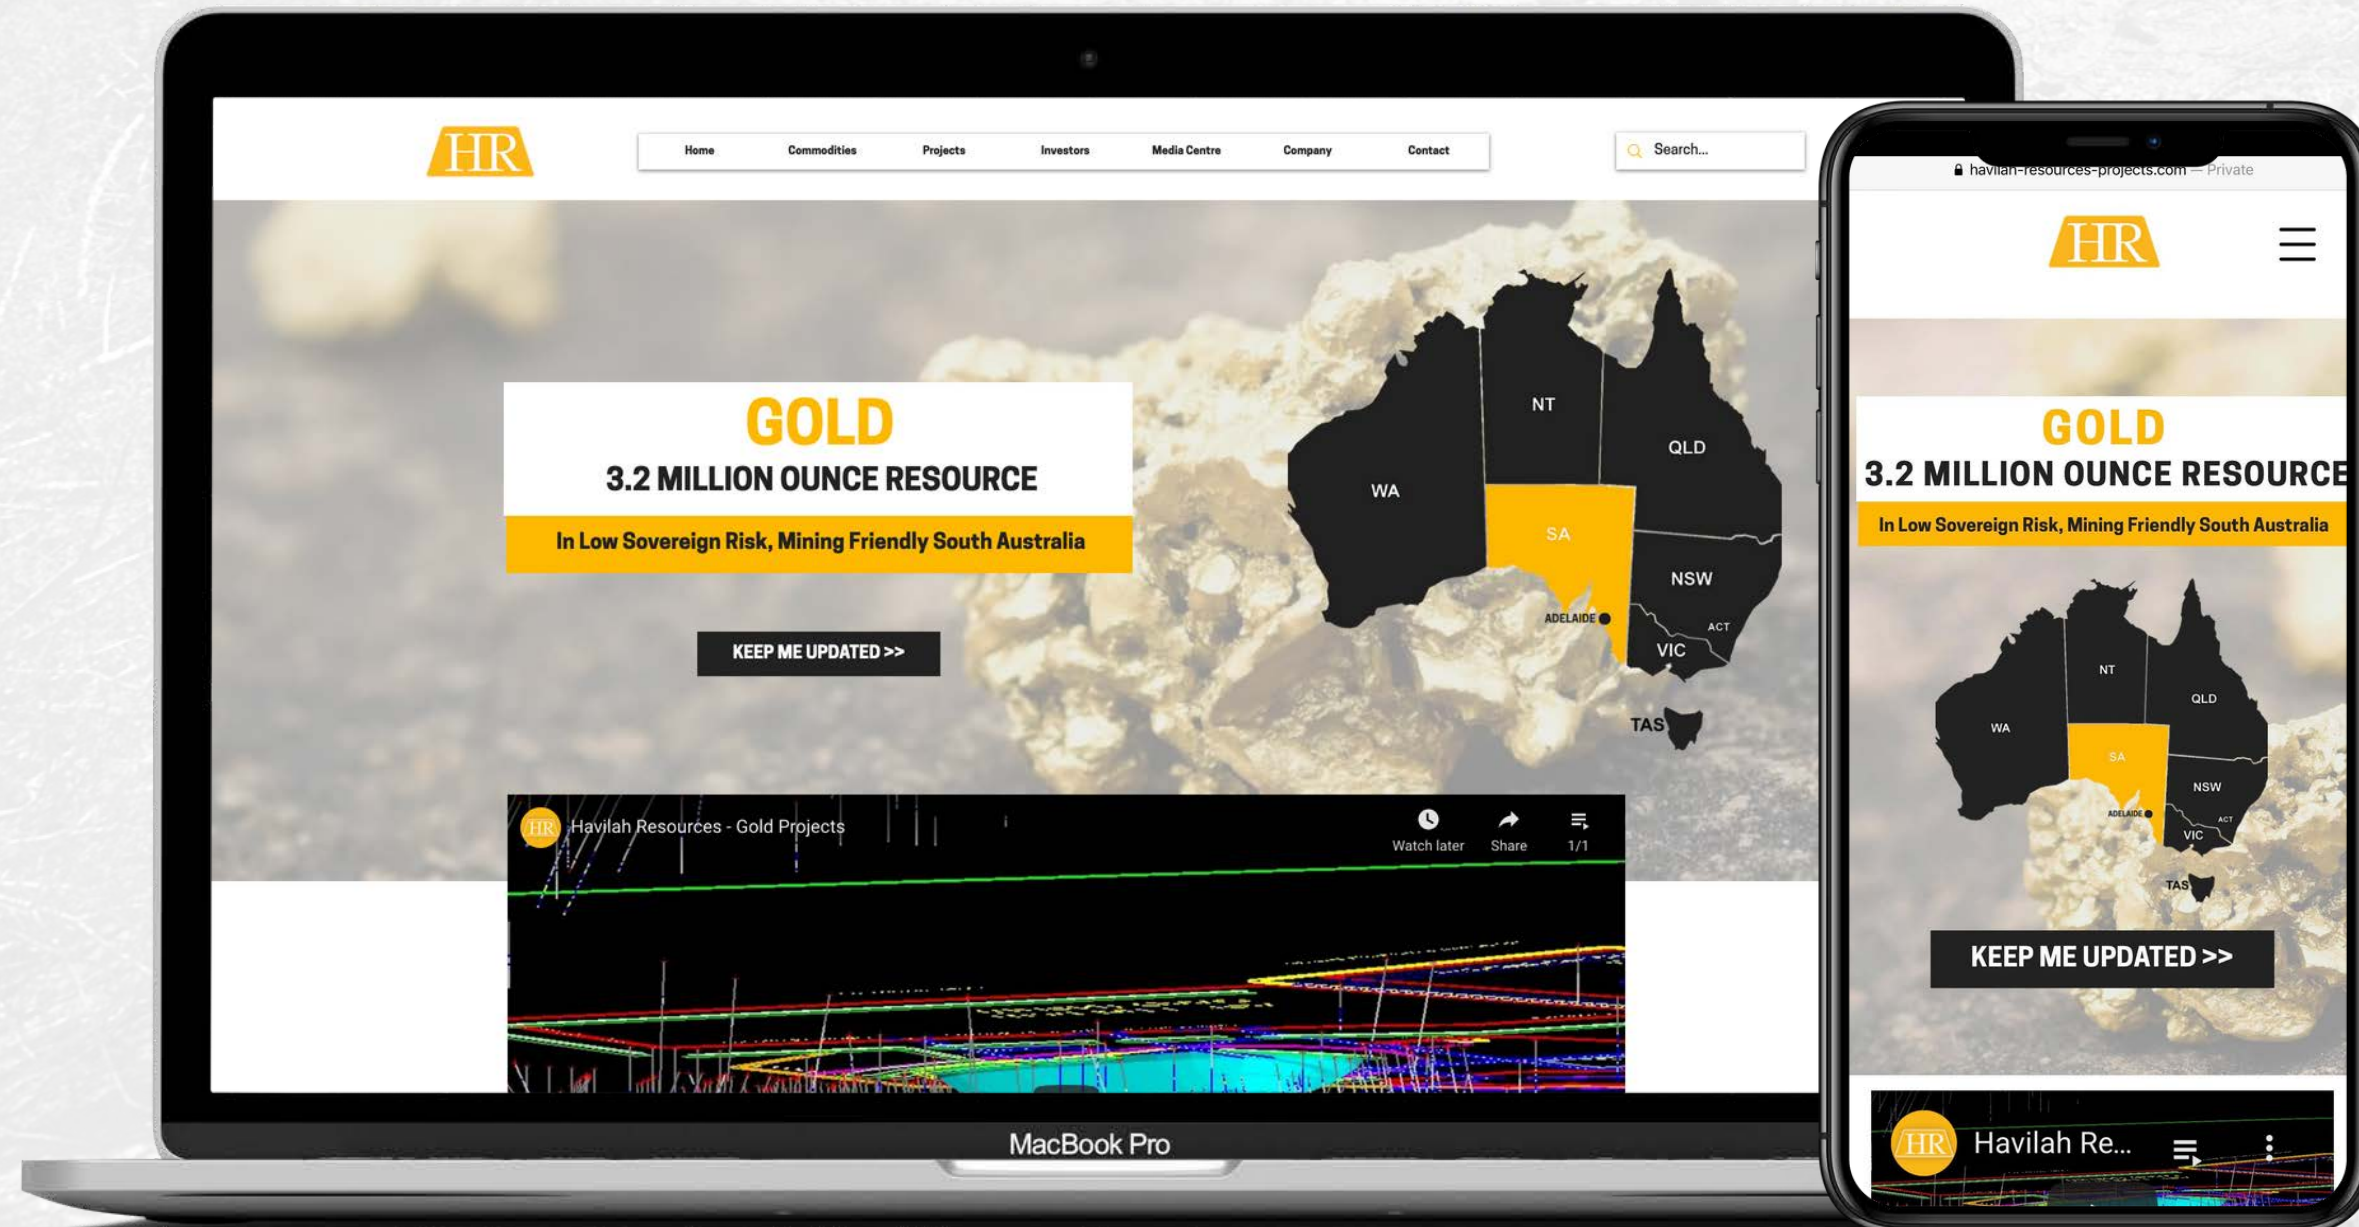 HR
Home Commodities Projects Investors Media Centre Company Contact
Search...
GOLD
3.2 MILLION OUNCE RESOURCE
In Low Sovereign Risk, Mining Friendly South Australia
KEEP ME UPDATED >>
NT
QLD
WA
SA
NSW
ADELAIDE
ACT
VIC
TAS
HR Havilah Resources - Gold Projects
Watch later Share 1/1
MacBook Pro
havilah-resources-projects.com — Private
HR
GOLD
3.2 MILLION OUNCE RESOURCE
In Low Sovereign Risk, Mining Friendly South Australia
NT
QLD
WA
SA
NSW
ADELAIDE
ACT
VIC
TAS
KEEP ME UPDATED >>
HR Havilah Re...